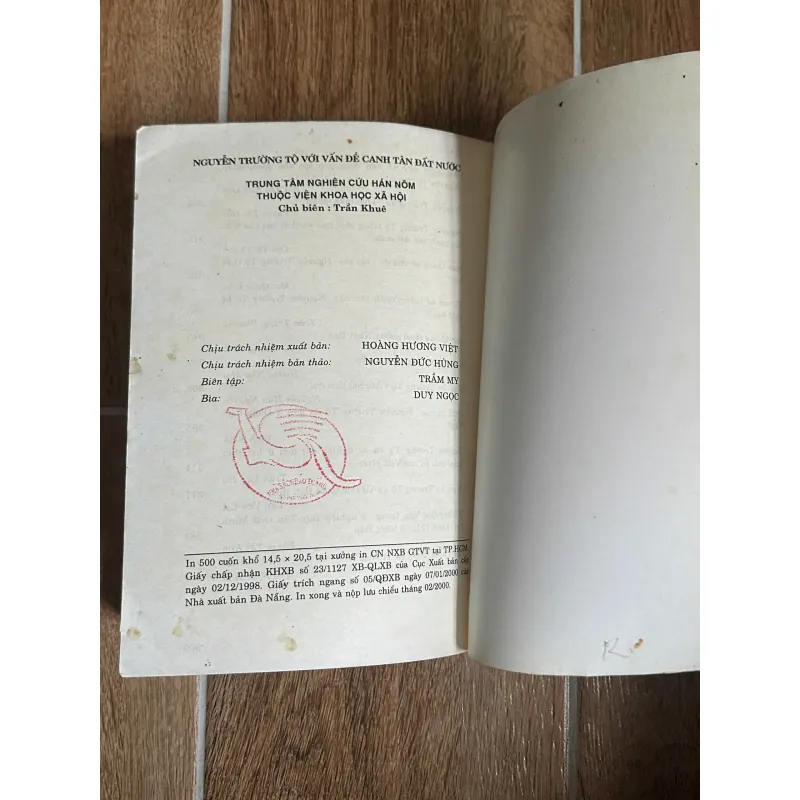 NGUYỄN TRƯỜNG TỘ VỚI VẤN ĐỀ CANH TÂN ĐẤT NƯỚC
TRUNG TÂM NGHIÊN CỨU HÁN NÔM
THUỘC VIỆN KHOA HỌC XÃ HỘI
Chủ biên : Trần Khuê
Chịu trách nhiệm xuất bản: HOÀNG HƯƠNG VIỆT
Chịu trách nhiệm bản thảo: NGUYỄN ĐỨC HÙNG
Biên tập: TRẦM MY
Bìa: DUY NGỌC
In 500 cuốn khổ 14,5 × 20,5 tại xưởng in CN NXB GTVT tại TP.HCM.
Giấy chấp nhận KHXB số 23/1127 XB-QLXB của Cục Xuất bản cấp
ngày 02/12/1998. Giấy trích ngang số 05/QĐXB ngày 07/01/2000 của
Nhà xuất bản Đà Nẵng. In xong và nộp lưu chiểu tháng 02/2000.